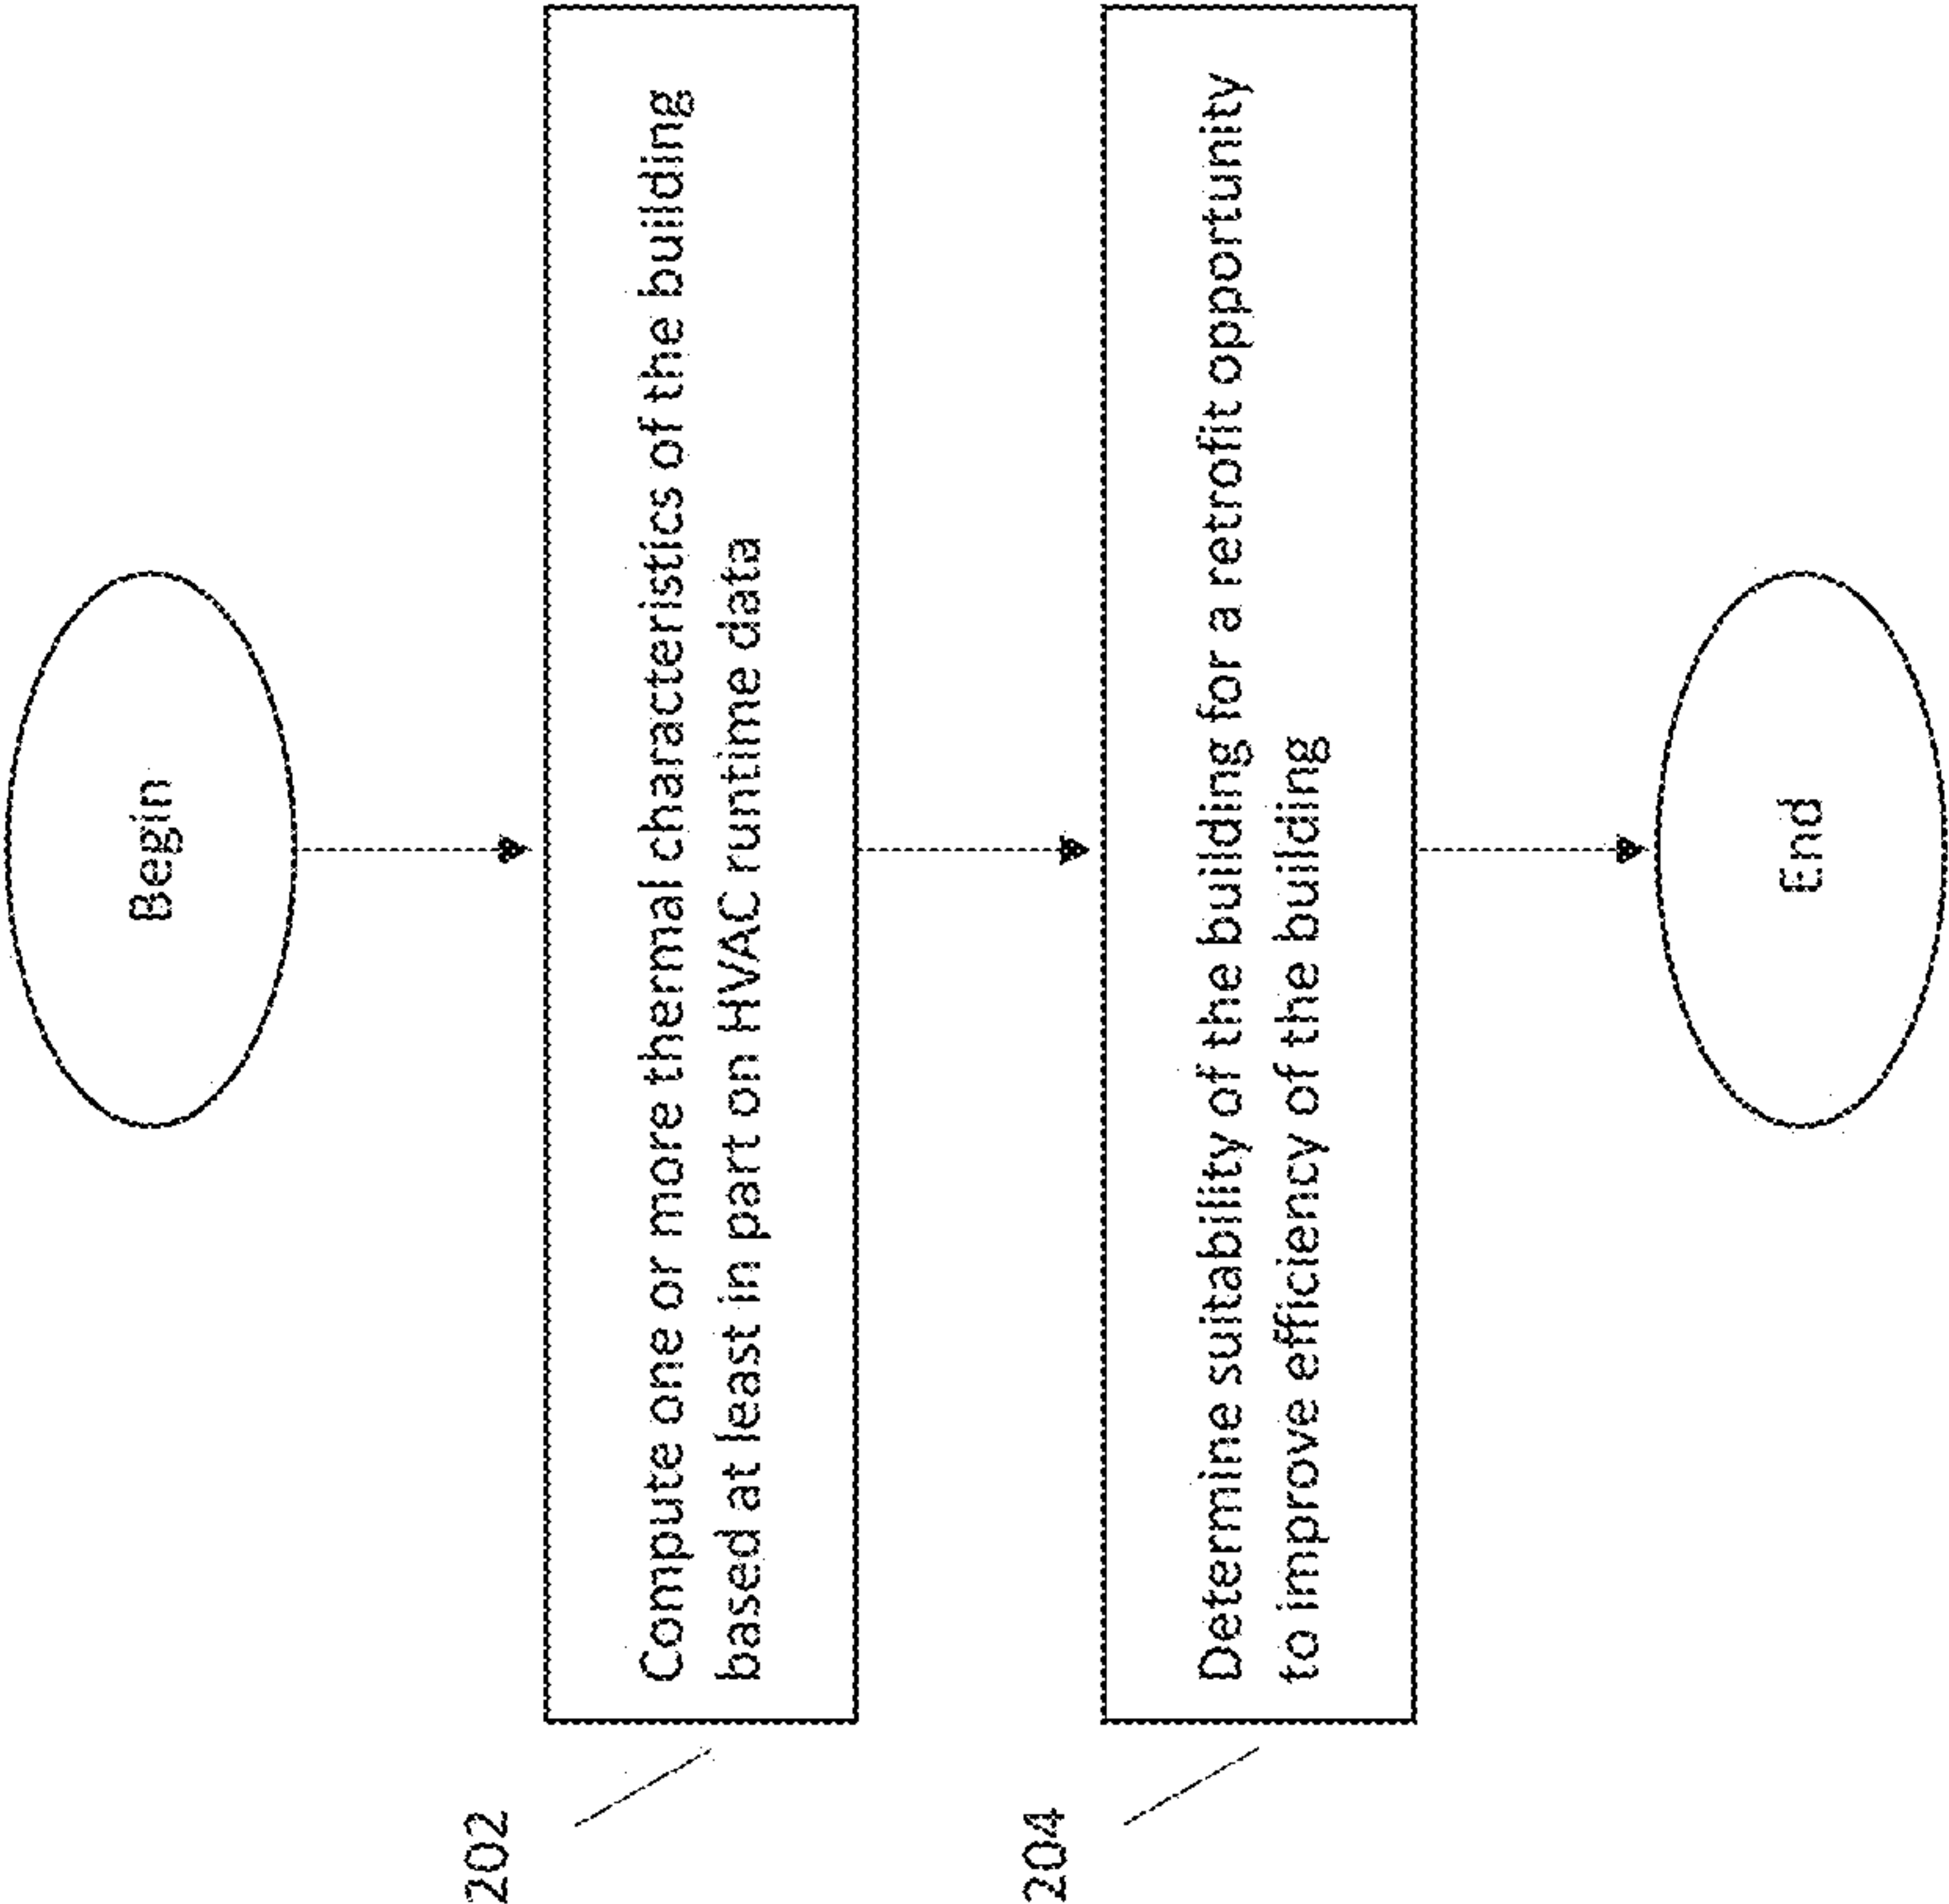 Begin
202
Compute one or more thermal characteristics of the building
based at least in part on HVAC runtime data
204
Determine suitability of the building for a retrofit opportunity
to improve efficiency of the building
End